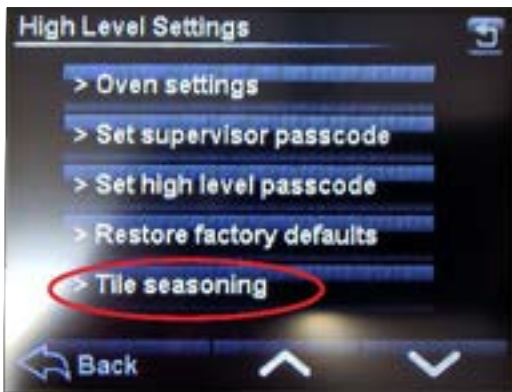 High Level Settings
> Oven settings
> Set supervisor passcode
> Set high level passcode
> Restore factory defaults
> Tile seasoning
Back